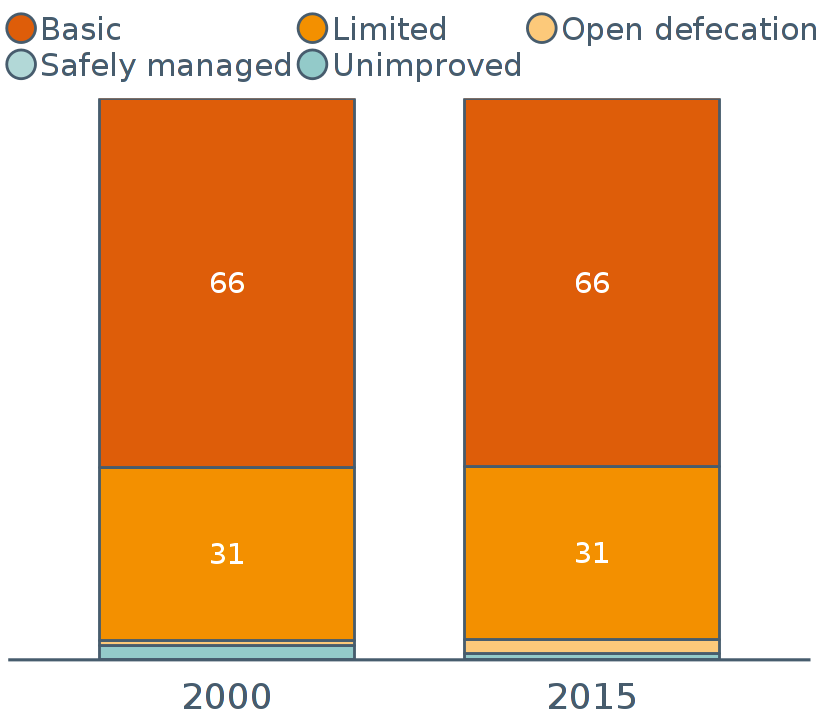 Basic Limited Open defecation
Safely managed Unimproved
66 66
31 31
2000 2015